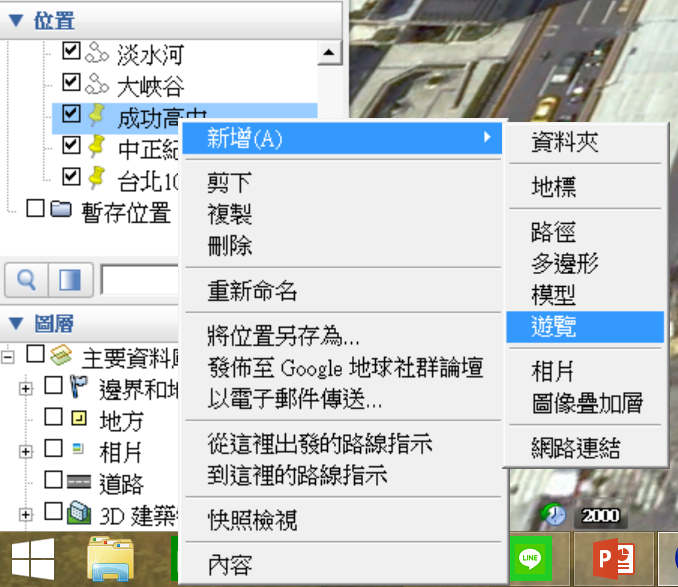 位置
淡水河
大峽谷
成功高中
中正紀
台北10
暫存位置
圖層
主要資料
邊界和
地方
相片
道路
3D 建築
新增(A)
剪下
複製
刪除
重新命名
將位置另存為...
發佈至 Google 地球社群論壇
以電子郵件傳送...
從這裡出發的路線指示
到這裡的路線指示
快照檢視
內容
資料夾
地標
路徑
多邊形
模型
遊覽
相片
圖像疊加層
網路連結
2000
LINE
P